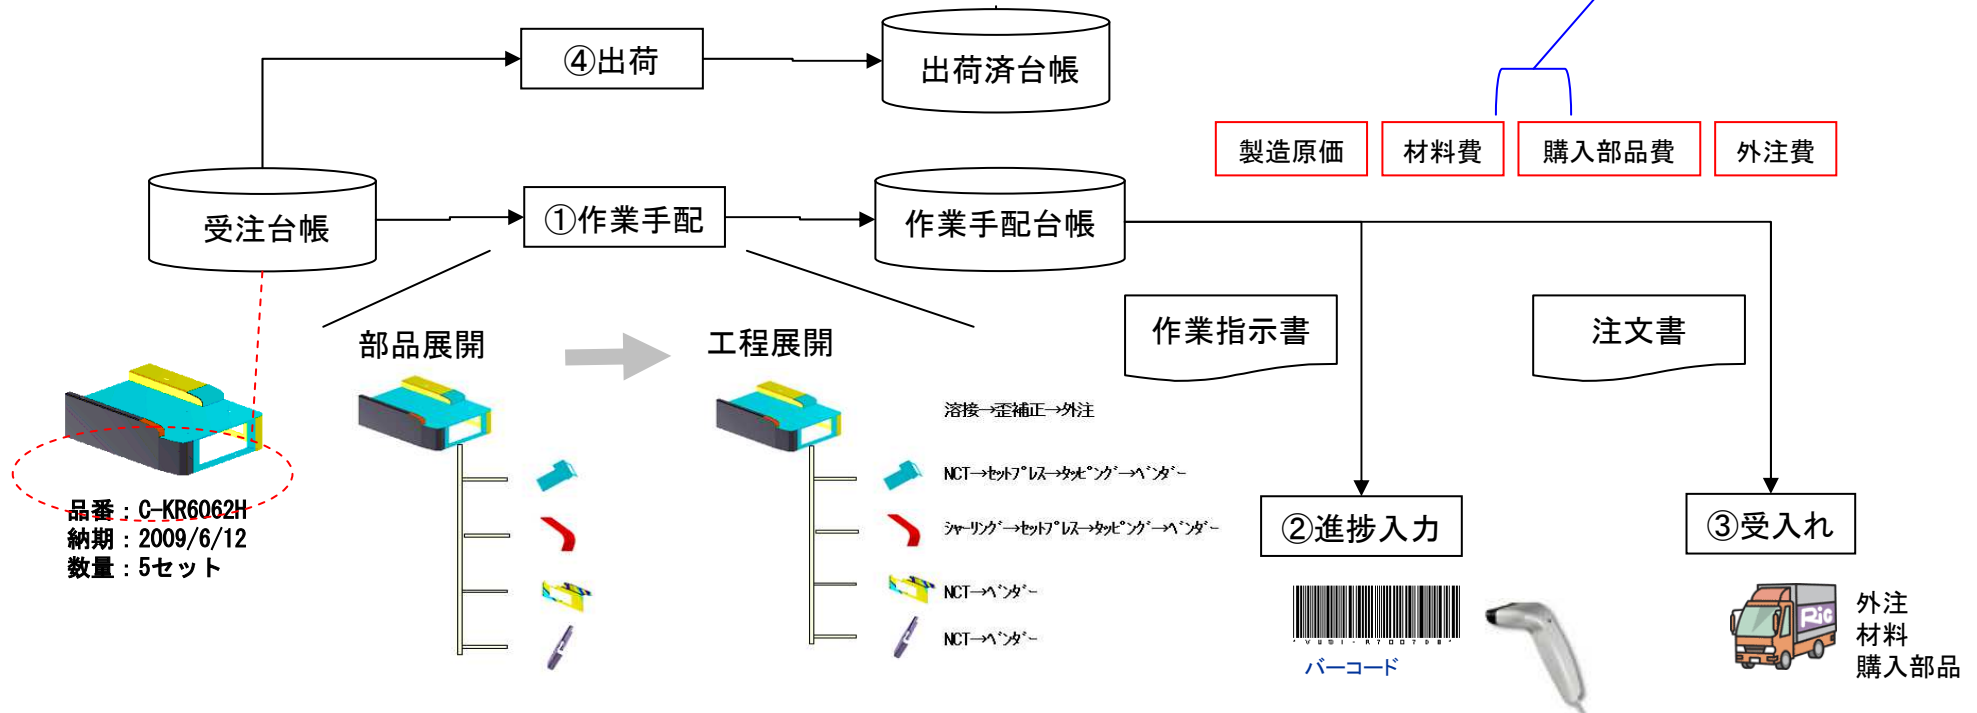 ④出荷
出荷済台帳
製造原価
材料費
購入部品費
外注費
受注台帳
①作業手配
作業手配台帳
作業指示書
注文書
部品展開
工程展開
溶接→歪補正→外注
NCT→セットプレス→タッピング→ベンダー
シャーリング→セットプレス→タッピング→ベンダー
NCT→ベンダー
NCT→ベンダー
品番：C-KR6062H
納期：2009/6/12
数量：5セット
②進捗入力
③受入れ
バーコード
Ric
外注
材料
購入部品